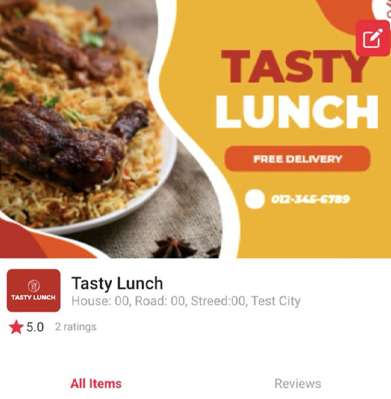 TASTY
LUNCH
FREE DELIVERY
012-345-6789
TASTY LUNCH
Tasty Lunch
House: 00, Road: 00, Streed:00, Test City
5.0 2 ratings
All Items Reviews